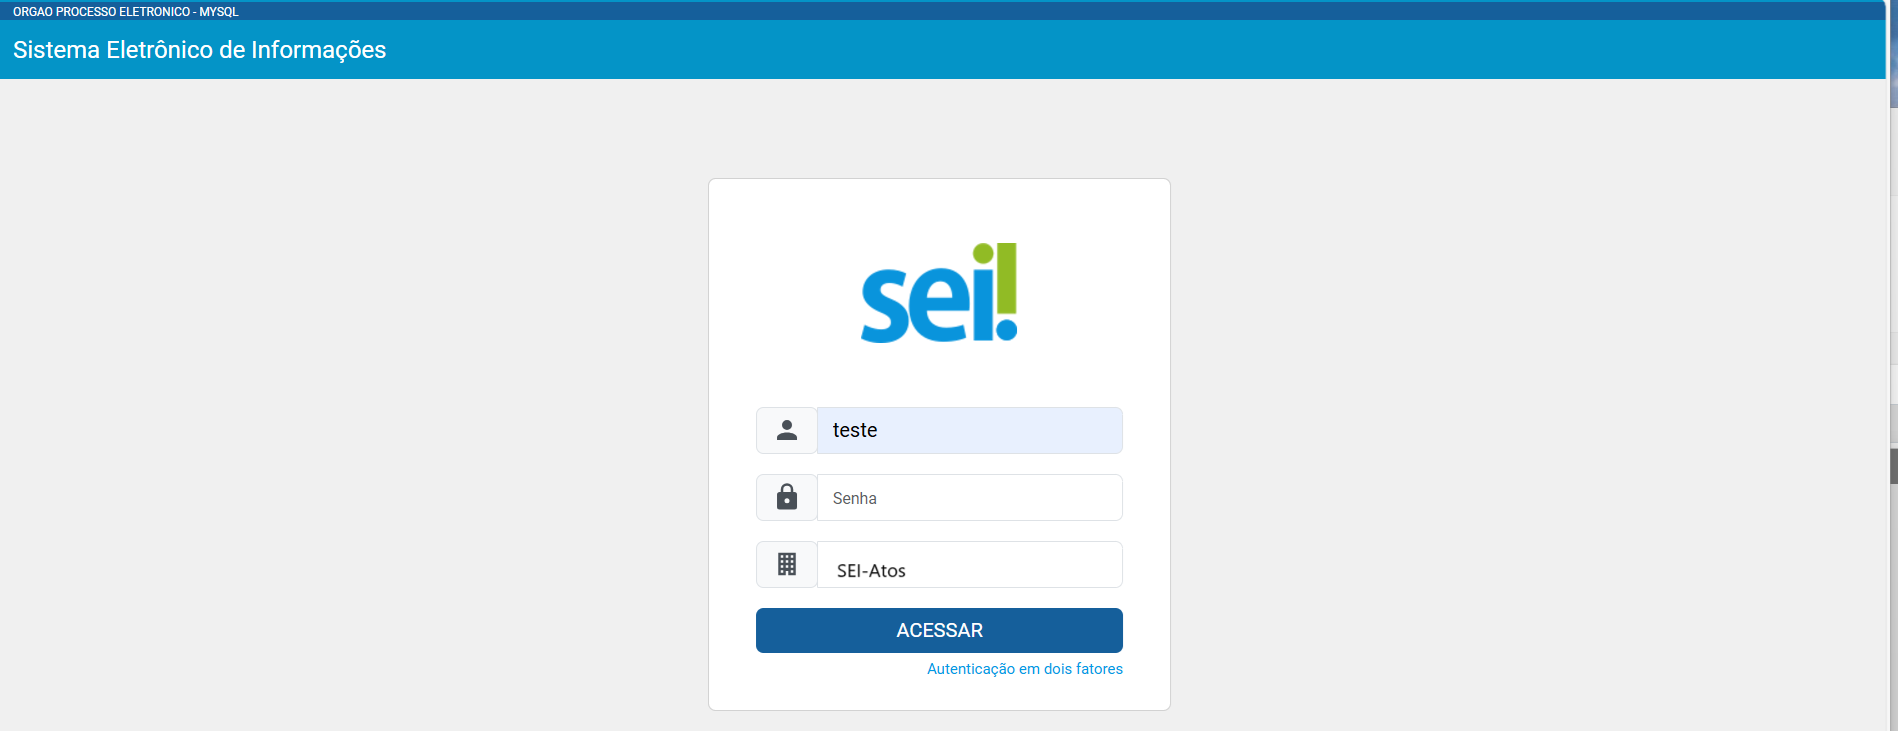 ORGAO PROCESSO ELETRONICO - MYSQL
Sistema Eletrônico de Informações
sei!
teste
Senha
SEI-Atos
ACESSAR
Autenticação em dois fatores